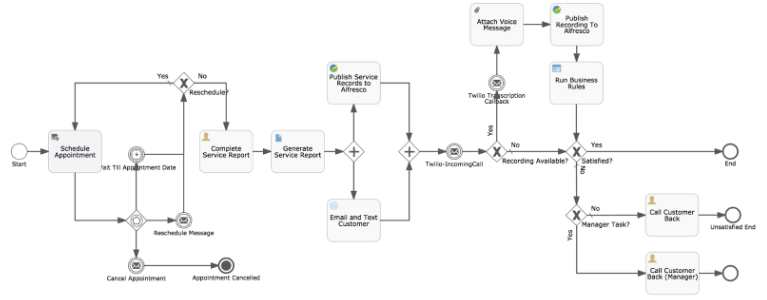 Attach Voice
Message
Publish
Recording To
Alfresco
Yes
No
Reschedule?
Publish Service
Records to
Alfresco
Twilio Transcription
Callback
Run Business
Rules
Start
Schedule
Appointment
Wait Till Appointment Date
Complete
Service Report
Generate
Service Report
Twilio-IncomingCall
Yes
No
Recording Available?
Yes
Satisfied?
No
End
Reschedule Message
Email and Text
Customer
No
Manager Task?
Yes
Call Customer
Back
Unsatisfied End
Cancel Appointment
Appointment Cancelled
Call Customer
Back (Manager)